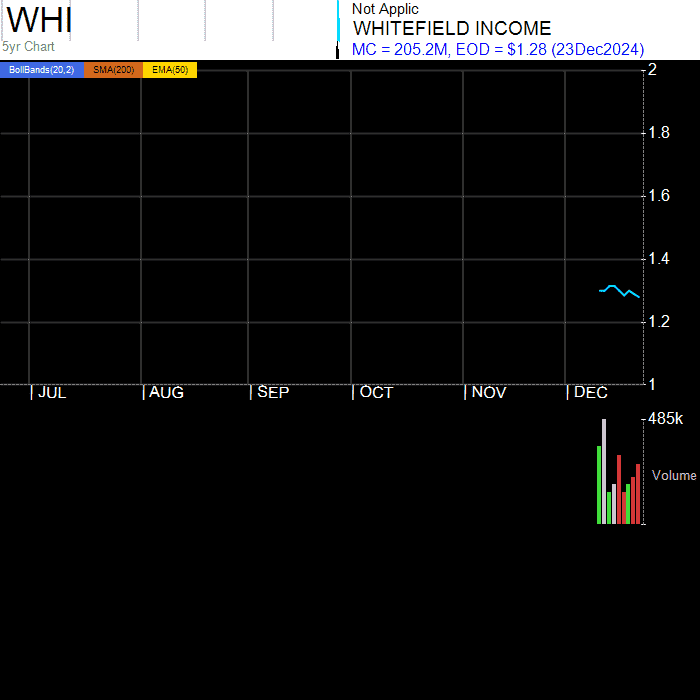 WHI
5yr Chart
Not Applic
WHITEFIELD INCOME
MC = 205.2M, EOD = $1.28 (23Dec2024)
BollBands(20,2) SMA(200) EMA(50)
2
1.8
1.6
1.4
1.2
1
| JUL | AUG | SEP | OCT | NOV | DEC
485k
Volume